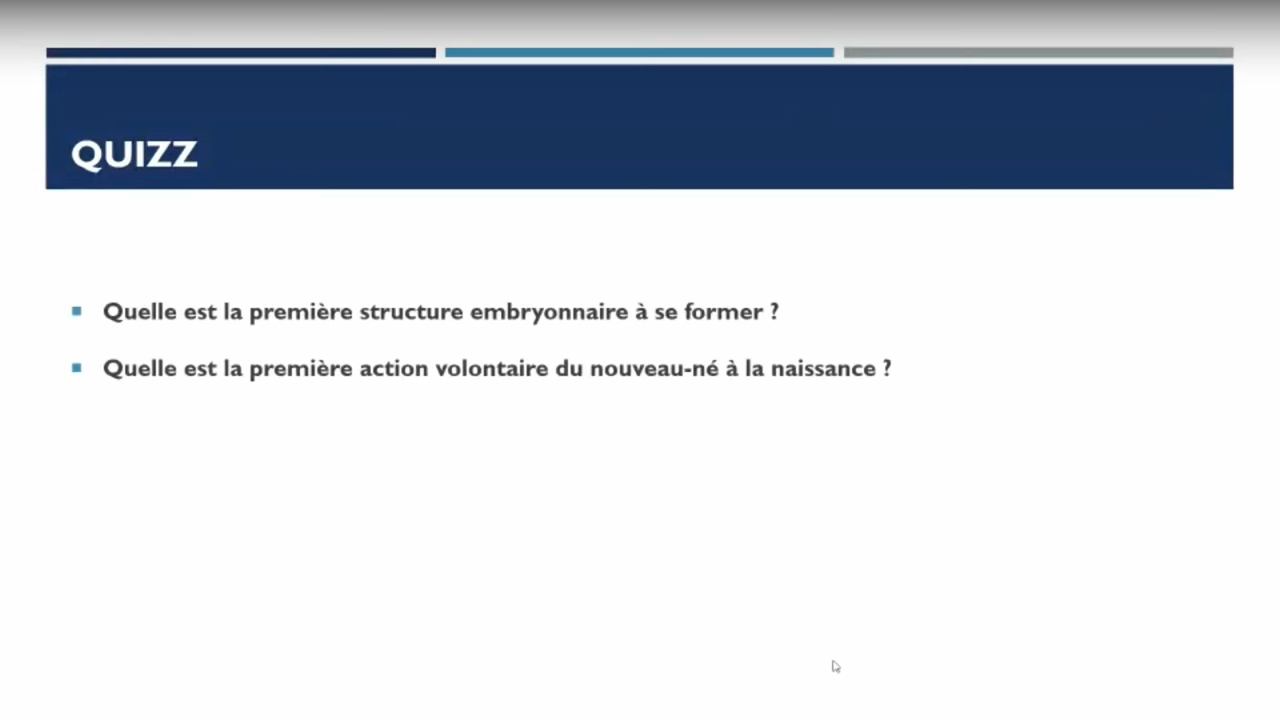 QUIZZ
Quelle est la première structure embryonnaire à se former ?
Quelle est la première action volontaire du nouveau-né à la naissance ?